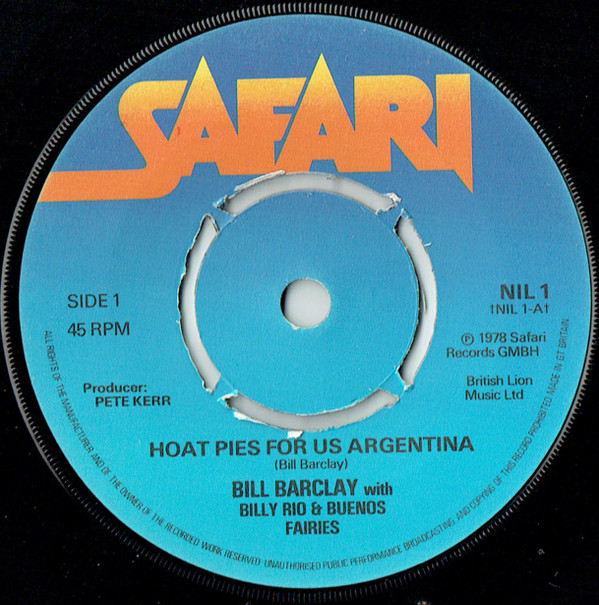 SAFARI
SIDE 1
45 RPM
NIL 1
†NIL 1-A†
Ⓟ 1978 Safari
Records GMBH
Producer:
PETE KERR
British Lion
Music Ltd
HOAT PIES FOR US ARGENTINA
(Bill Barclay)
BILL BARCLAY with
BILLY RIO & BUENOS
FAIRIES
ALL RIGHTS OF THE MANUFACTURER AND OF THE OWNER OF THE RECORDED WORK RESERVED · UNAUTHORISED PUBLIC PERFORMANCE BROADCASTING AND COPYING OF THIS RECORD PROHIBITED. MADE IN GT BRITAIN